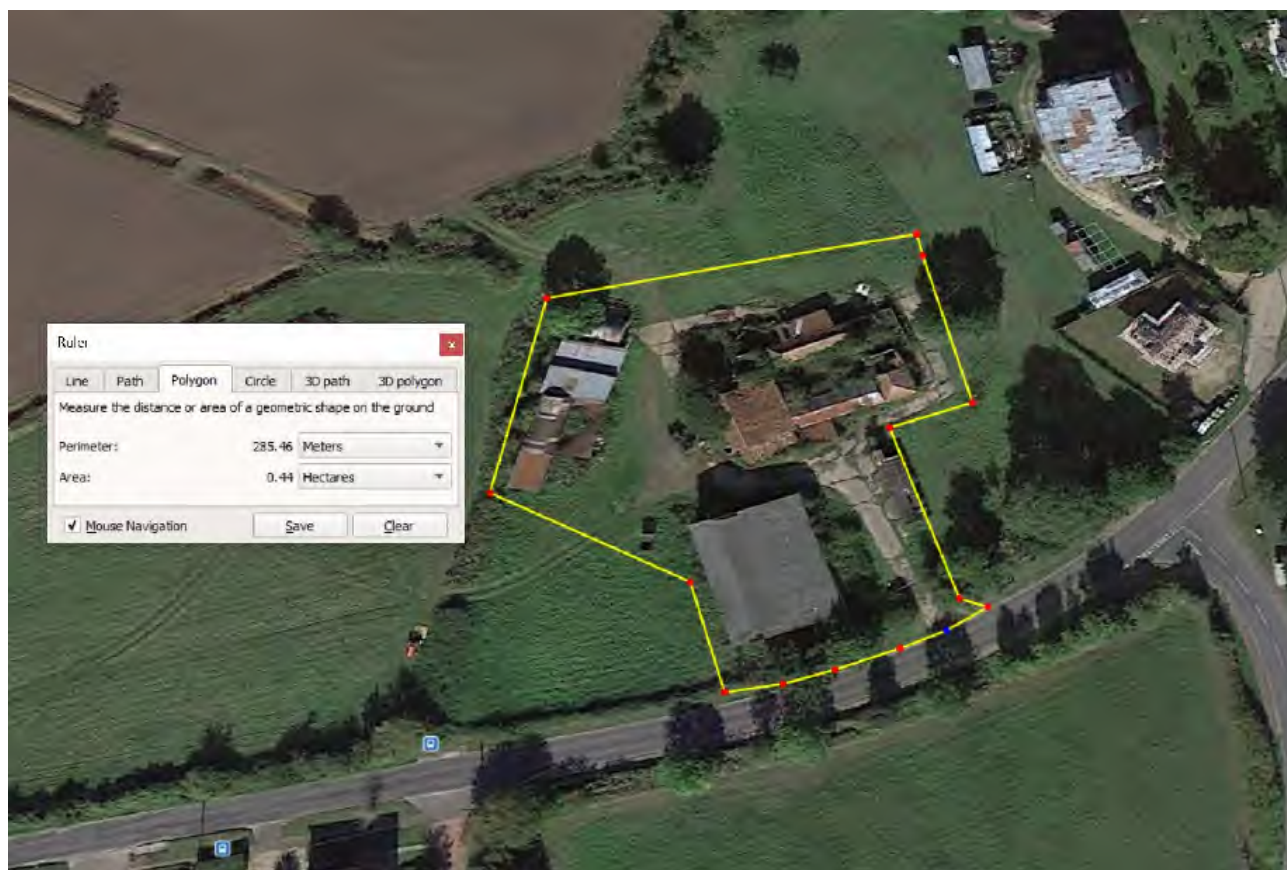 Ruler
Line Path Polygon Circle 3D path 3D polygon
Measure the distance or area of a geometric shape on the ground
Perimeter: 285.46 Meters
Area: 0.44 Hectares
Mouse Navigation Save Clear